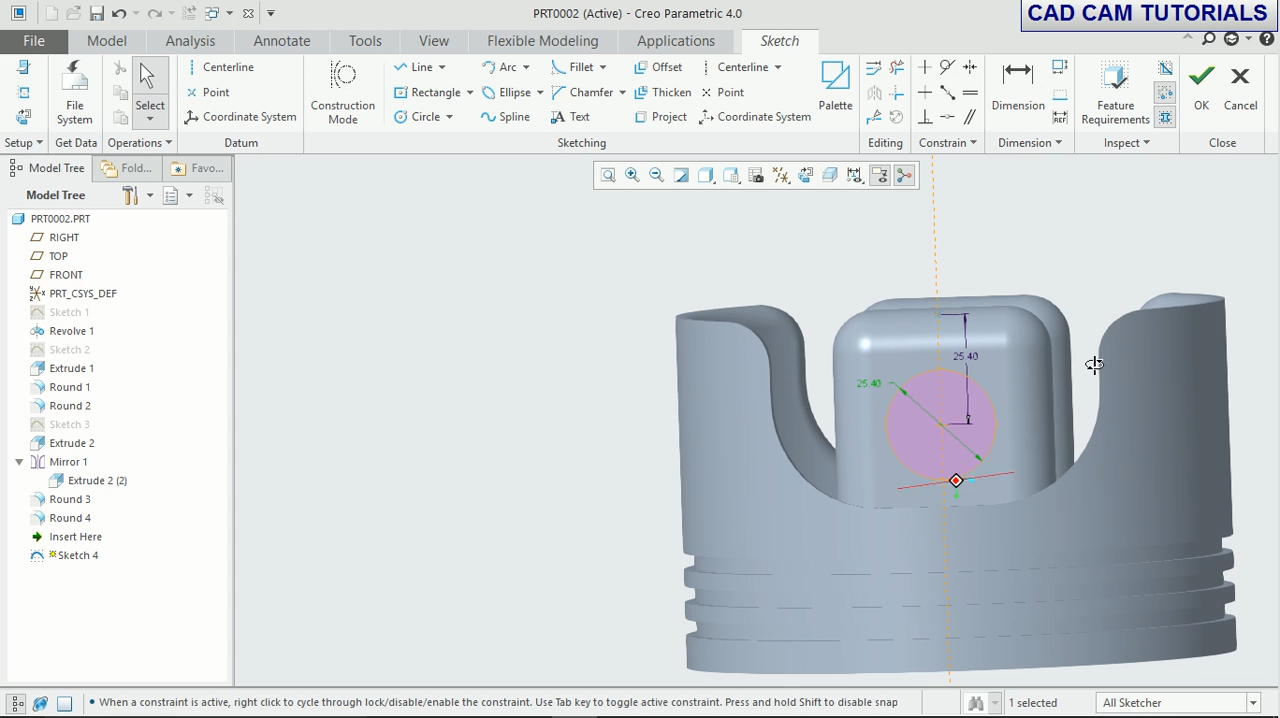 PRT0002 (Active) - Creo Parametric 4.0
CAD CAM TUTORIALS
File
Model
Analysis
Annotate
Tools
View
Flexible Modeling
Applications
Sketch
File
System
Select
Centerline
Point
Coordinate System
Construction
Mode
Line
Rectangle
Circle
Arc
Ellipse
Spline
Fillet
Chamfer
Text
Offset
Thicken
Project
Centerline
Point
Coordinate System
Palette
Dimension
REF
Feature
Requirements
OK
Cancel
Setup
Get Data
Operations
Datum
Sketching
Editing
Constrain
Dimension
Inspect
Close
Model Tree
Fold...
Favo...
Model Tree
PRT0002.PRT
RIGHT
TOP
FRONT
PRT_CSYS_DEF
Sketch 1
Revolve 1
Sketch 2
Extrude 1
Round 1
Round 2
Sketch 3
Extrude 2
Mirror 1
Extrude 2 (2)
Round 3
Round 4
Insert Here
Sketch 4
25.40
25.40
• When a constraint is active, right click to cycle through lock/disable/enable the constraint. Use Tab key to toggle active constraint. Press and hold Shift to disable snap
1 selected
All Sketcher